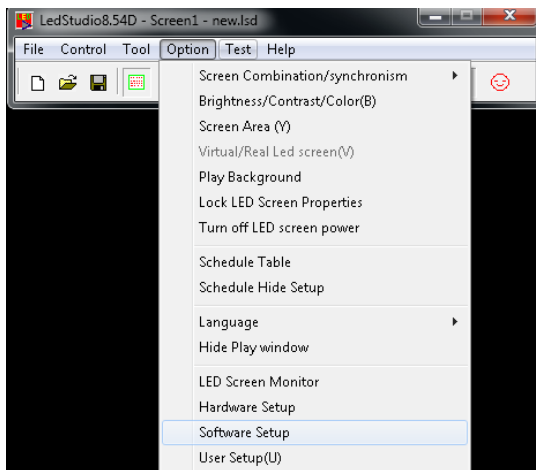 LedStudio8.54D - Screen1 - new.lsd
File Control Tool Option Test Help
Screen Combination/synchronism
Brightness/Contrast/Color(B)
Screen Area (Y)
Virtual/Real Led screen(V)
Play Background
Lock LED Screen Properties
Turn off LED screen power
Schedule Table
Schedule Hide Setup
Language
Hide Play window
LED Screen Monitor
Hardware Setup
Software Setup
User Setup(U)